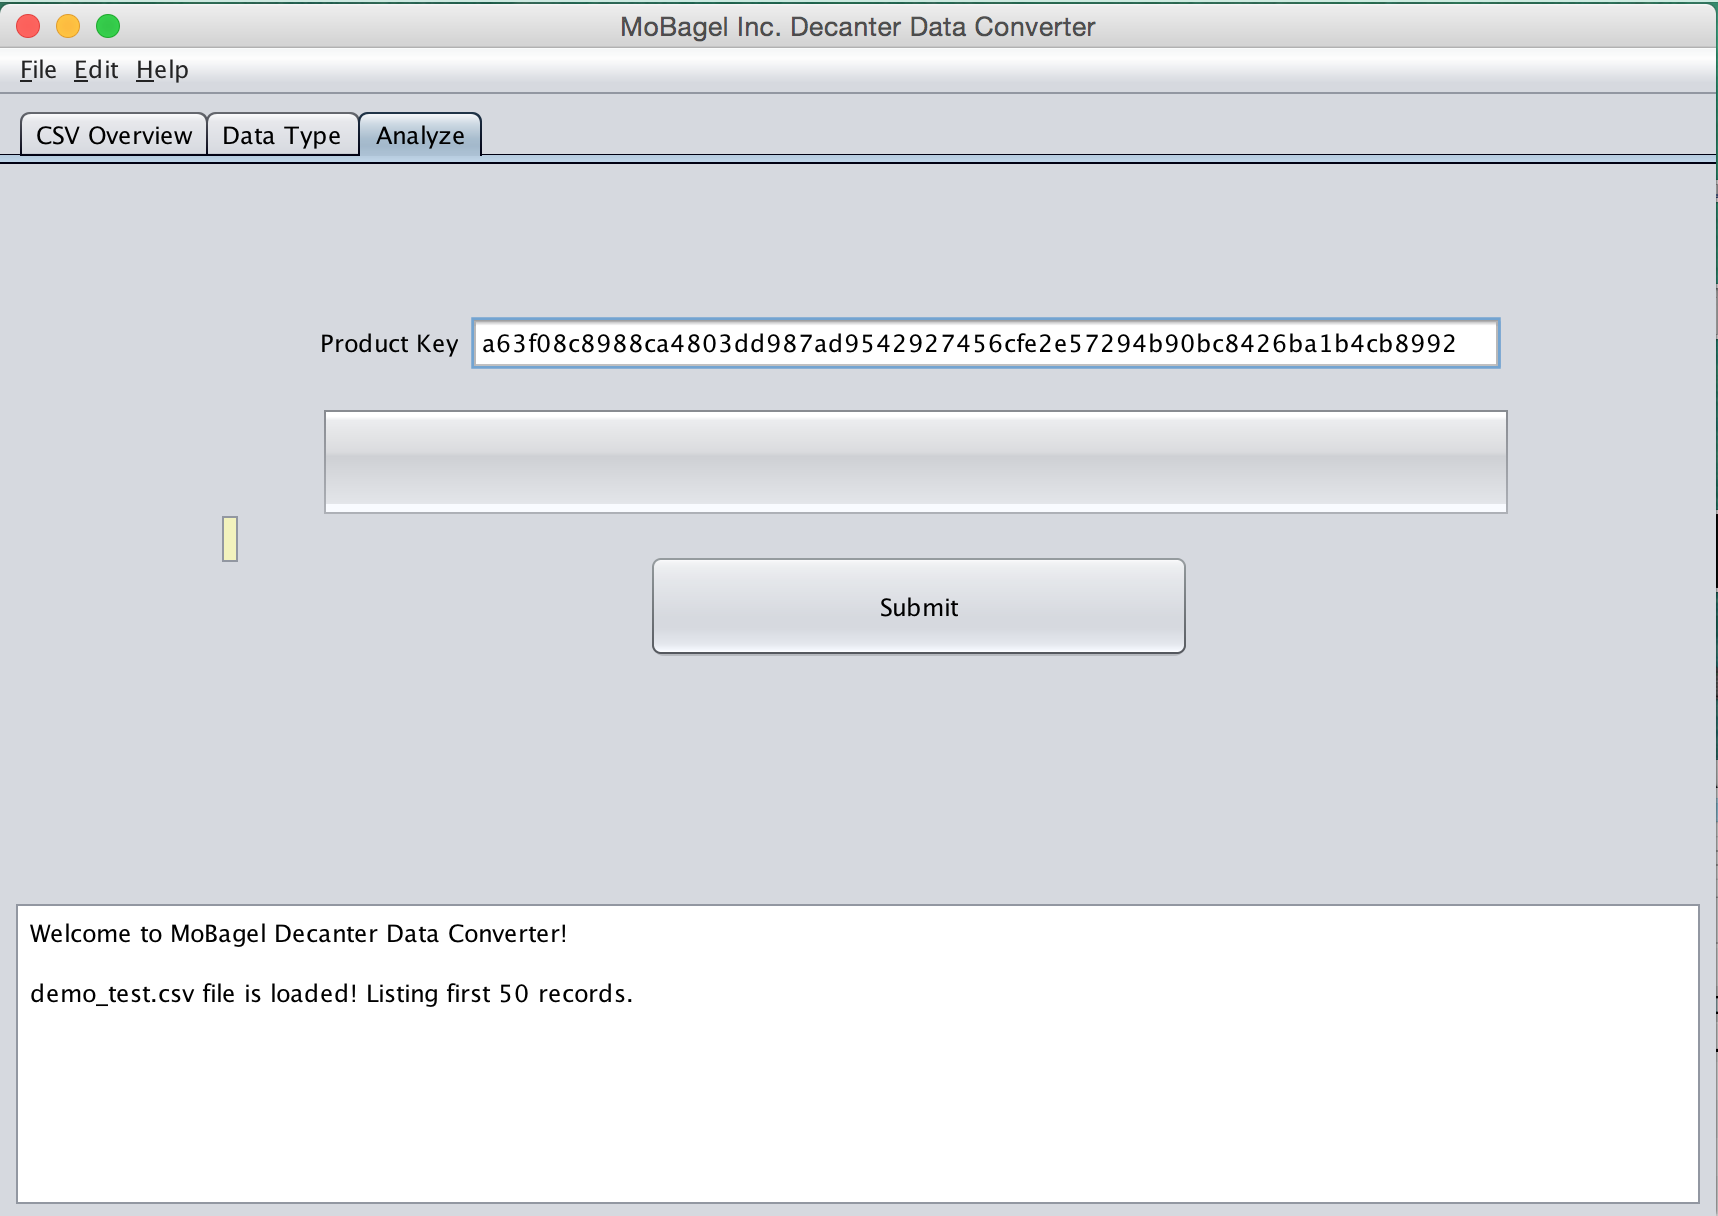 MoBagel Inc. Decanter Data Converter
File Edit Help
CSV Overview Data Type Analyze
Product Key a63f08c8988ca4803dd987ad9542927456cfe2e57294b90bc8426ba1b4cb8992
Submit
Welcome to MoBagel Decanter Data Converter!
demo_test.csv file is loaded! Listing first 50 records.